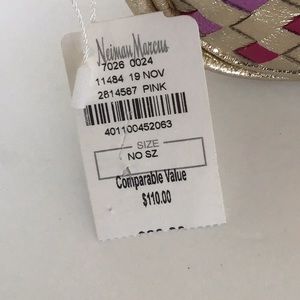 Neiman Marcus
7026 0024
11484 19 NOV
2814587 PINK
401100452063
SIZE
NO SZ
Comparable Value
$110.00